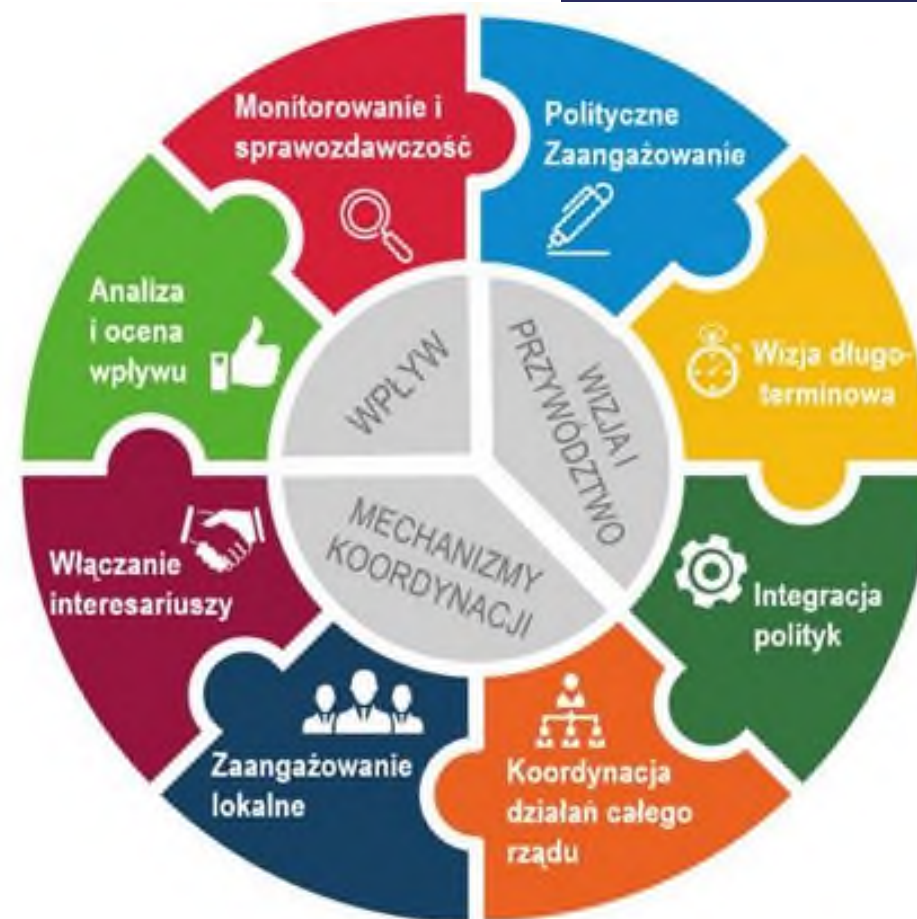 Monitorowanie i
sprawozdawczość
Polityczne
Zaangażowanie
Wizja długo-
terminowa
Integracja
polityk
Koordynacja
działań całego
rządu
Zaangażowanie
lokalne
Włączanie
interesariuszy
Analiza
i ocena
wpływu
WPŁYW
WIZJA I
PRZYWÓDZTWO
MECHANIZMY
KOORDYNACJI